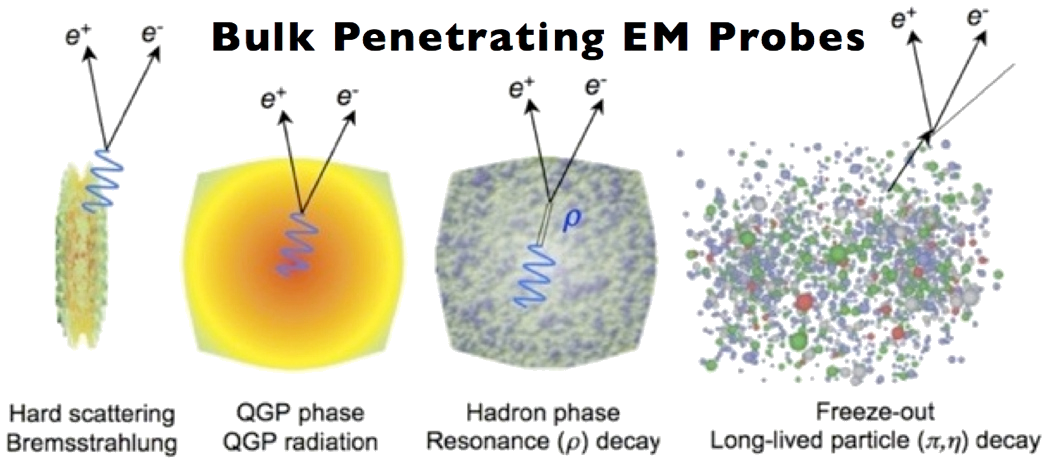 Bulk Penetrating EM Probes
e⁺ e⁻
e⁺ e⁻
e⁺ e⁻
ρ
e⁺ e⁻
Hard scattering
Bremsstrahlung
QGP phase
QGP radiation
Hadron phase
Resonance (ρ) decay
Freeze-out
Long-lived particle (π,η) decay